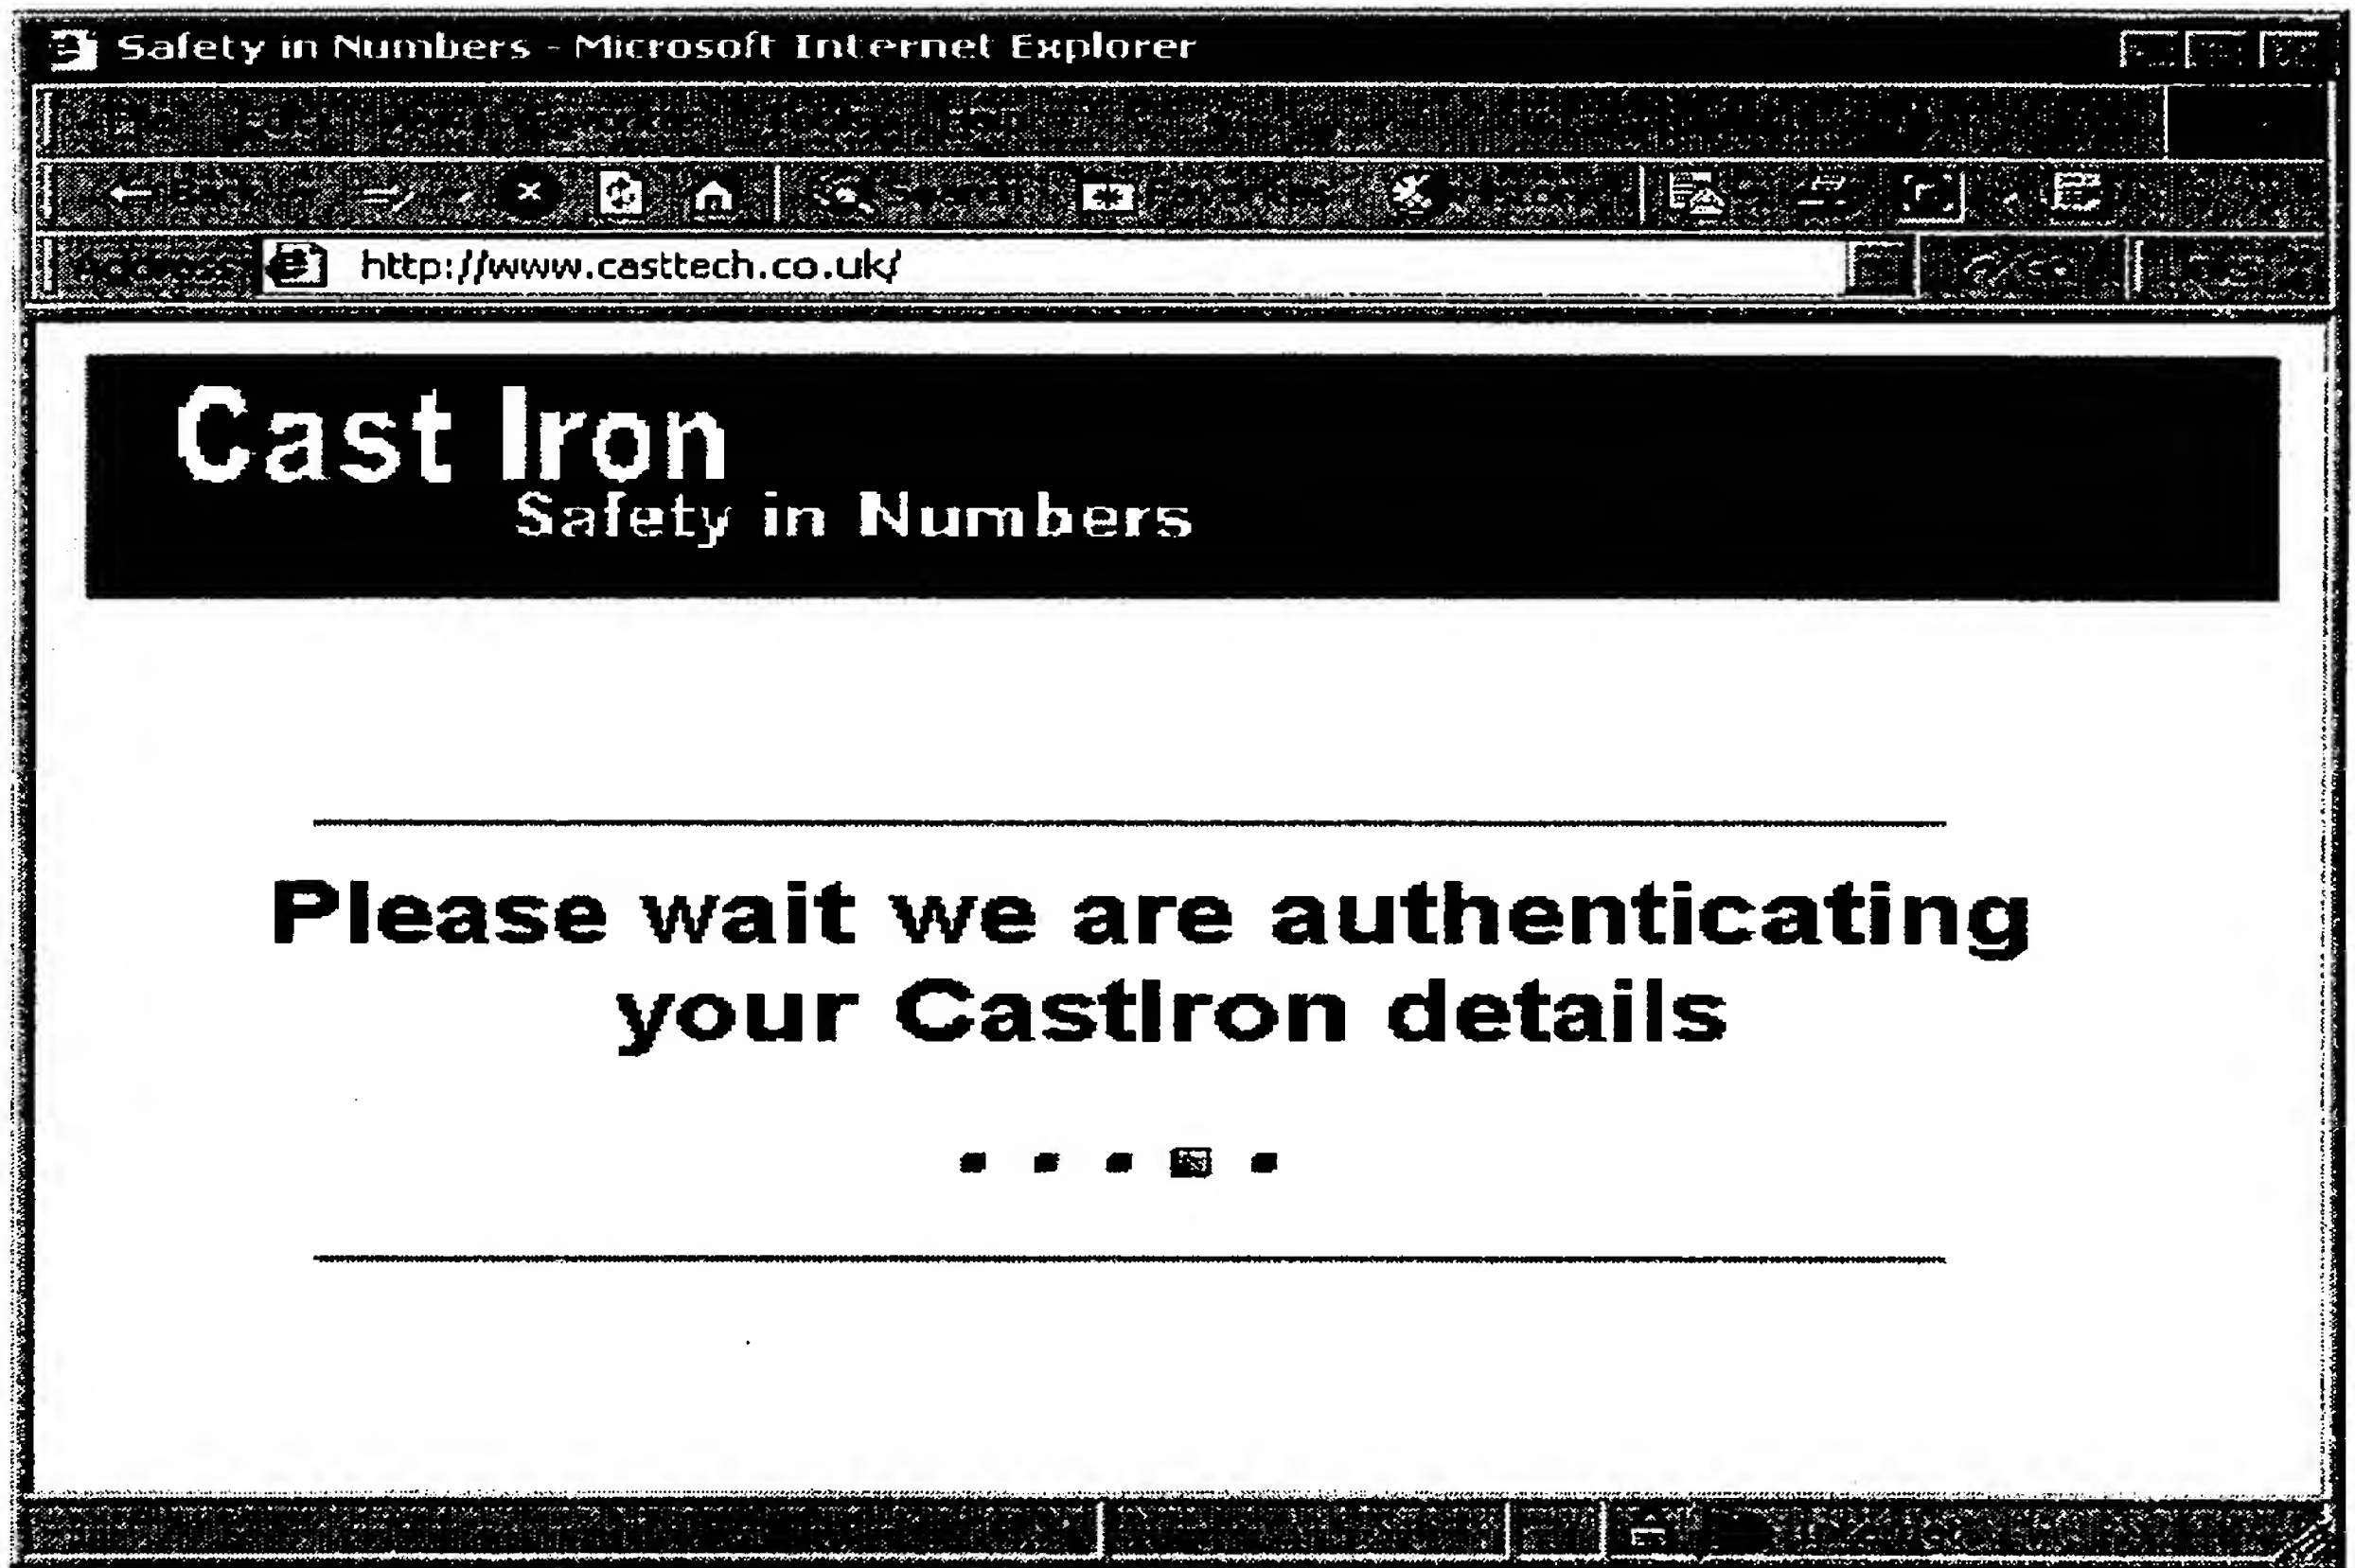 Safety in Numbers - Microsoft Internet Explorer
Address http://www.casttech.co.uk/
Cast Iron
Safety in Numbers
Please wait we are authenticating
your CastIron details